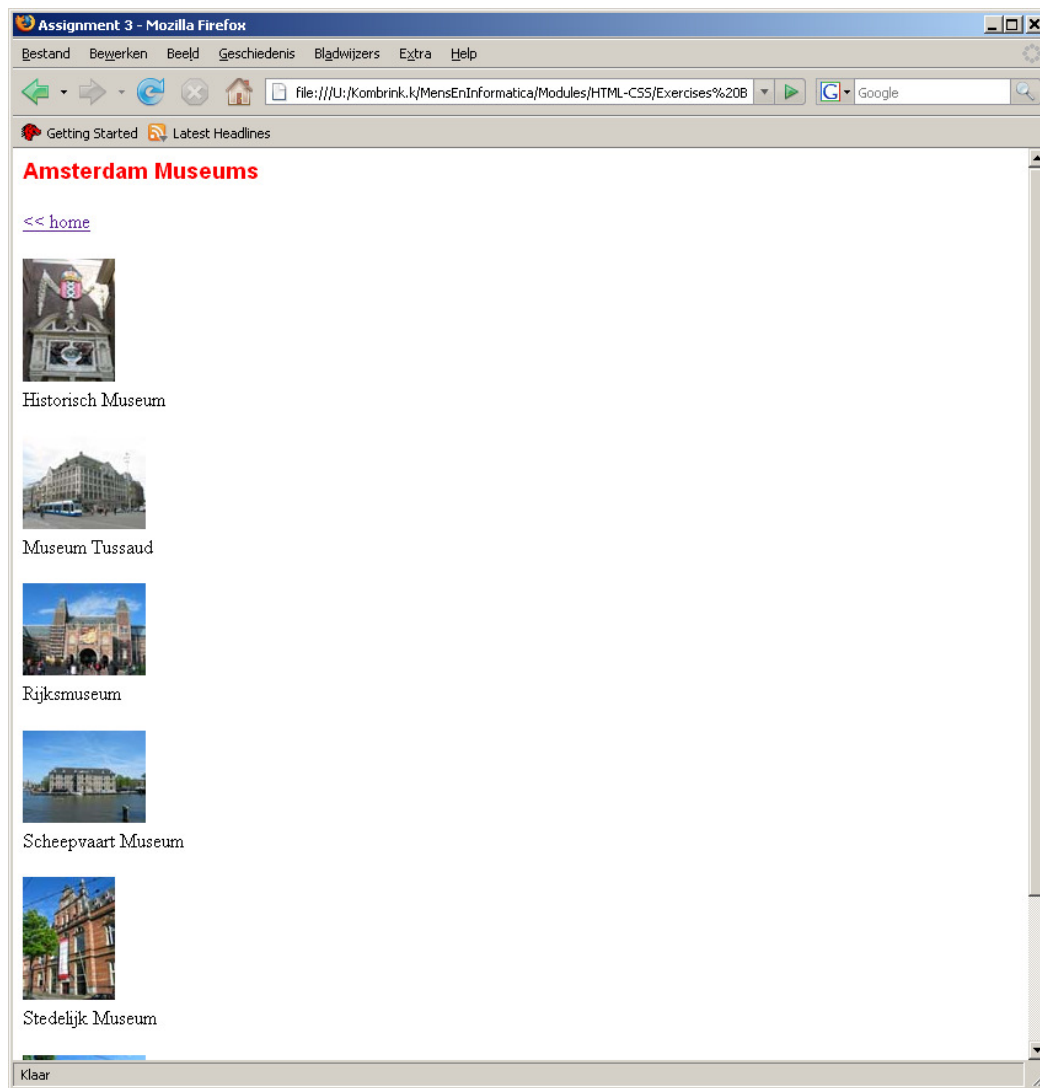 Assignment 3 - Mozilla Firefox
Bestand Bewerken Beeld Geschiedenis Bladwijzers Extra Help
file:///U:/Kombrink.k/MensEnInformatica/Modules/HTML-CSS/Exercises%20B G Google
Getting Started Latest Headlines
Amsterdam Museums
<< home
Historisch Museum
Museum Tussaud
Rijksmuseum
Scheepvaart Museum
Stedelijk Museum
Klaar